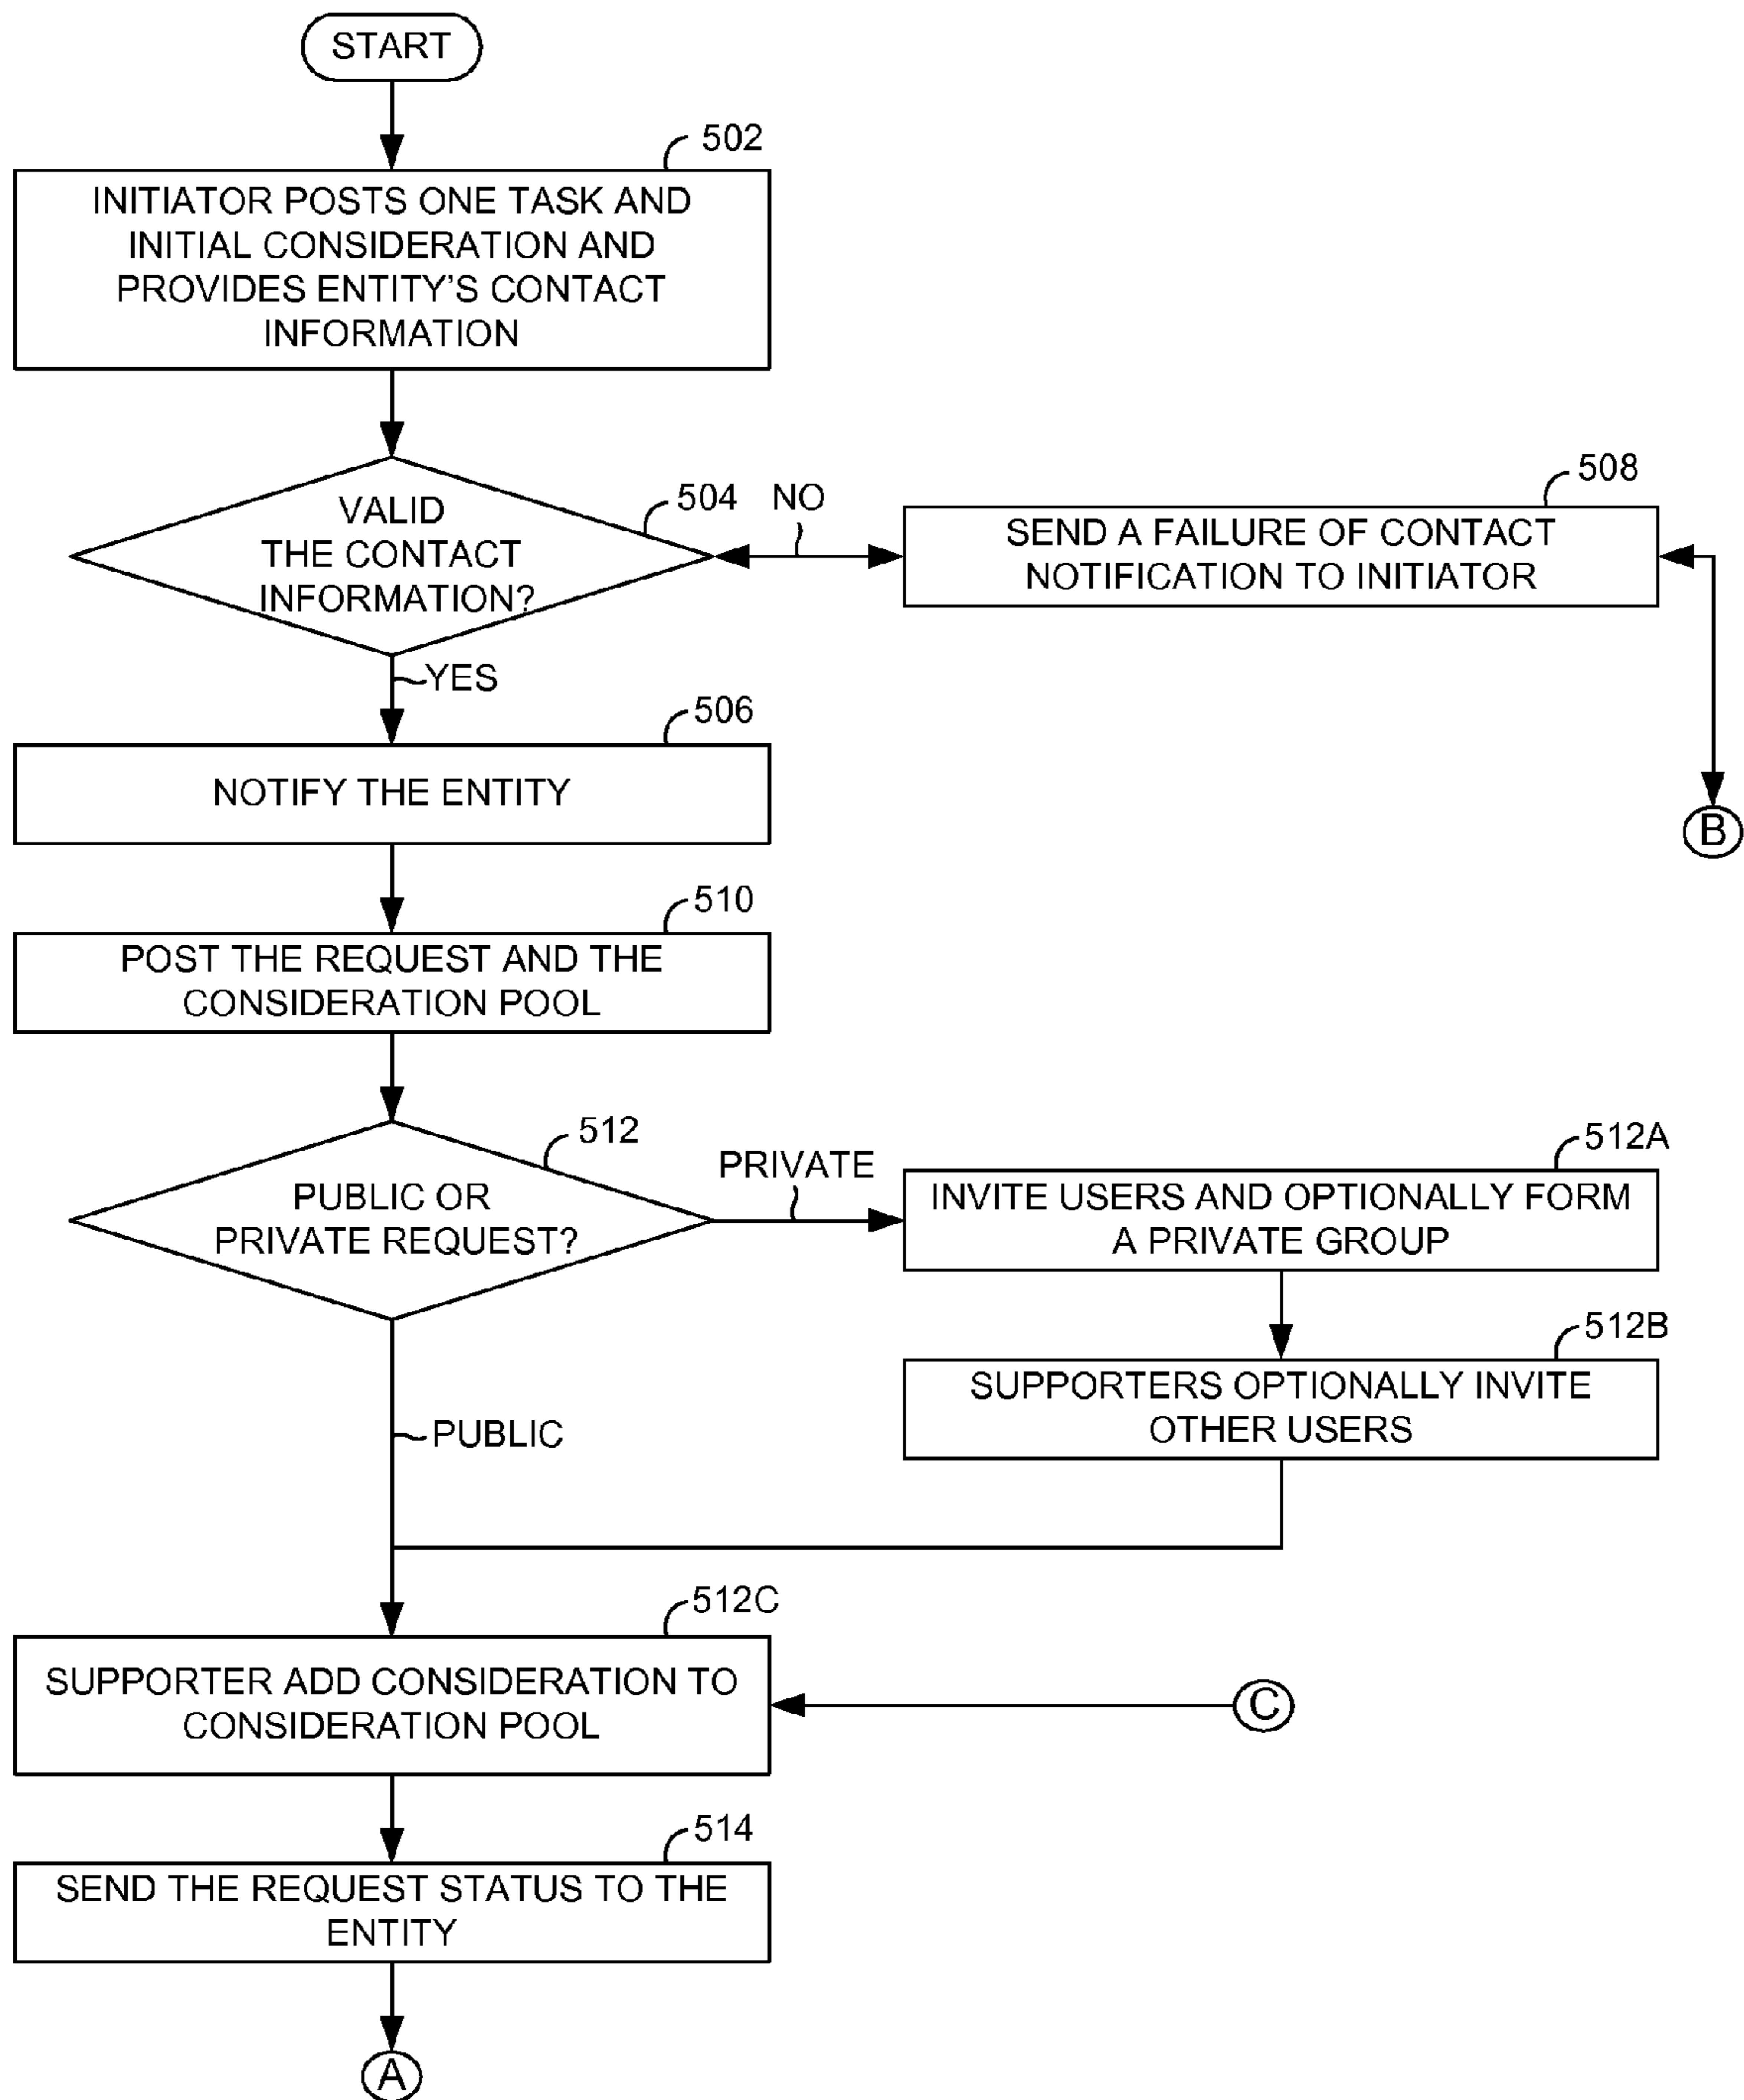 START
502
INITIATOR POSTS ONE TASK AND
INITIAL CONSIDERATION AND
PROVIDES ENTITY'S CONTACT
INFORMATION
504
VALID
THE CONTACT
INFORMATION?
NO
508
SEND A FAILURE OF CONTACT
NOTIFICATION TO INITIATOR
YES
B
506
NOTIFY THE ENTITY
510
POST THE REQUEST AND THE
CONSIDERATION POOL
512
PUBLIC OR
PRIVATE REQUEST?
PRIVATE
512A
INVITE USERS AND OPTIONALLY FORM
A PRIVATE GROUP
512B
SUPPORTERS OPTIONALLY INVITE
OTHER USERS
PUBLIC
512C
SUPPORTER ADD CONSIDERATION TO
CONSIDERATION POOL
C
514
SEND THE REQUEST STATUS TO THE
ENTITY
A